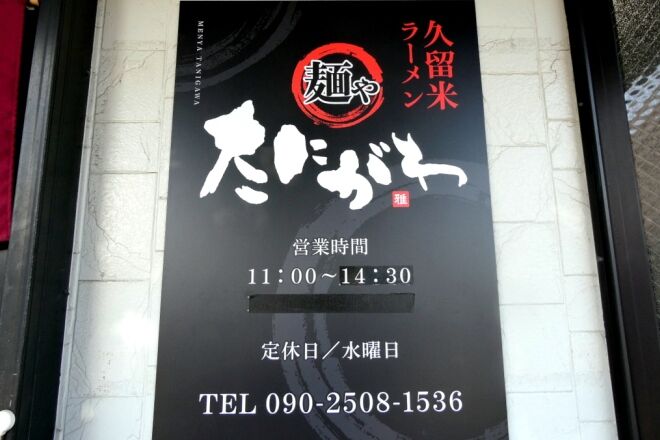 MENYA TANIGAWA
久留米
ラーメン
麺や
たにがわ
雅
営業時間
11：00～14：30
定休日／水曜日
TEL 090-2508-1536